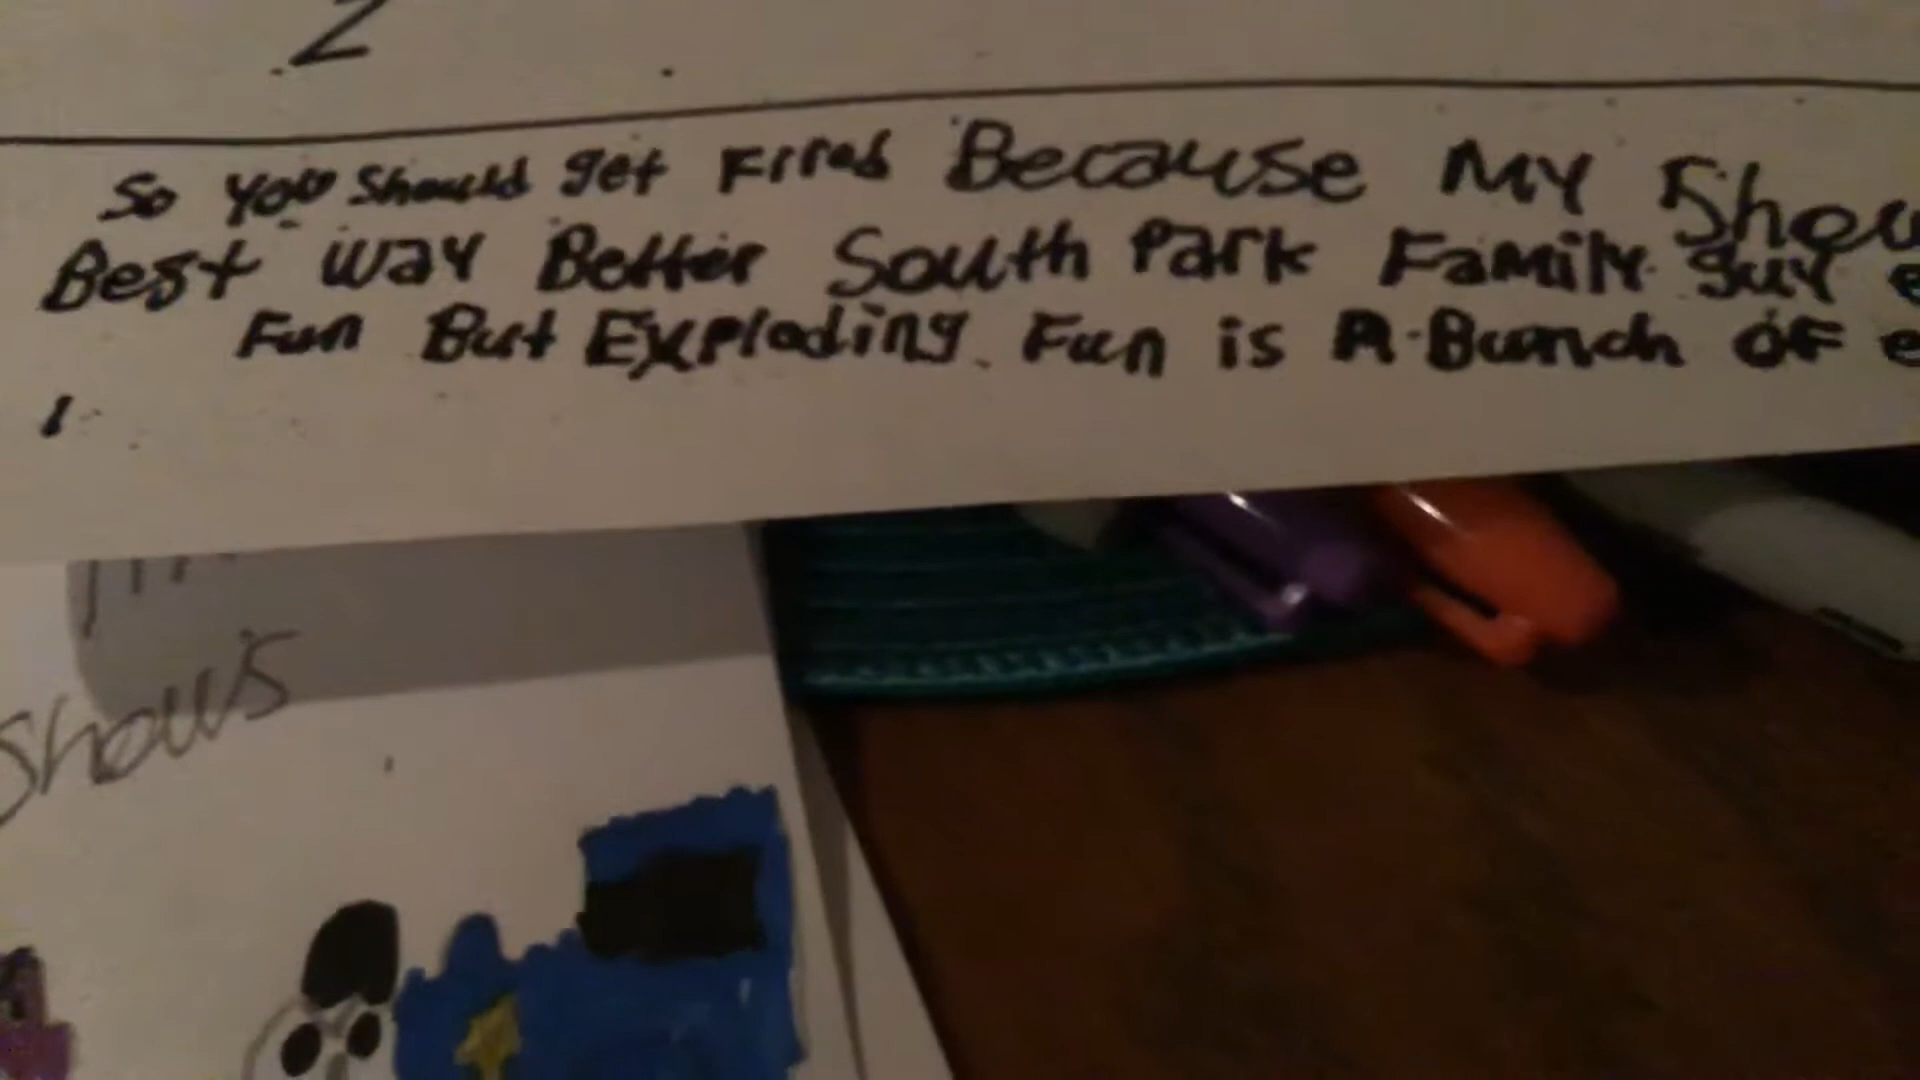 2
So You Should get Fired Because My Show
Best way Better South Park Family guy e
Fun But Exploding Fun is A Bunch of e
Shows